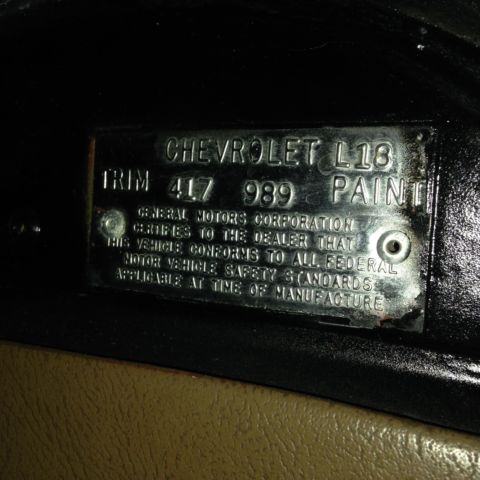 CHEVROLET L18
TRIM 417 989 PAINT
GENERAL MOTORS CORPORATION
CERTIFIES TO THE DEALER THAT
THIS VEHICLE CONFORMS TO ALL FEDERAL
MOTOR VEHICLE SAFETY STANDARDS
APPLICABLE AT TIME OF MANUFACTURE